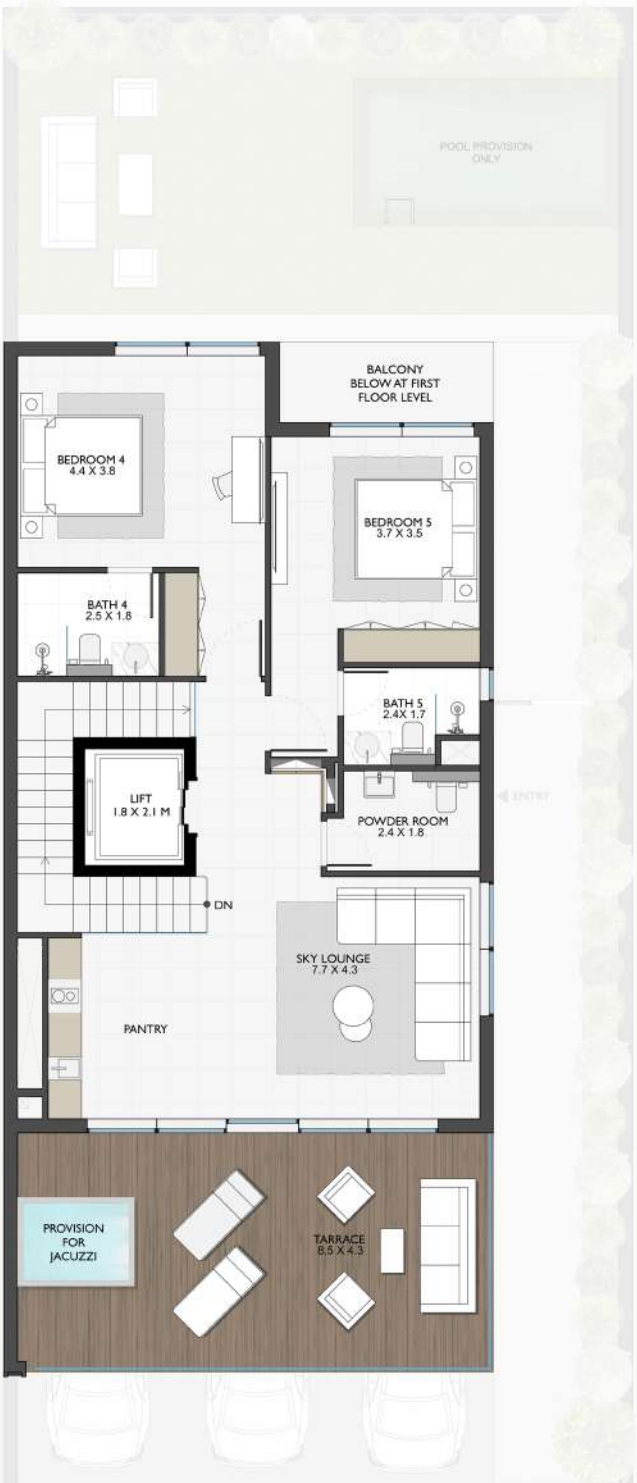 POOL PROVISION
ONLY
BALCONY
BELOW AT FIRST
FLOOR LEVEL
BEDROOM 4
4.4 X 3.8
BEDROOM 5
3.7 X 3.5
BATH 4
2.5 X 1.8
BATH 5
2.4X 1.7
LIFT
1.8 X 2.1 M
ENTRY
POWDER ROOM
2.4 X 1.8
DN
SKY LOUNGE
7.7 X 4.3
PANTRY
PROVISION
FOR
JACUZZI
TARRACE
8.5 X 4.3